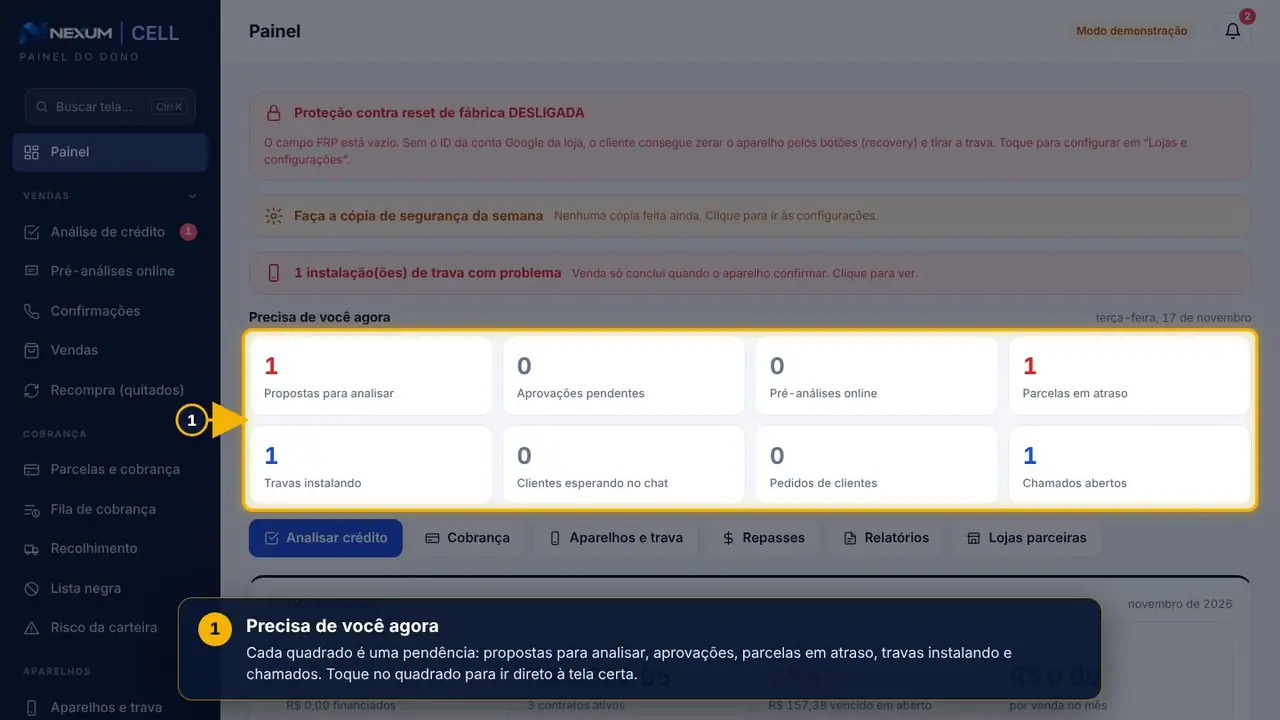 NEXUM | CELL
PAINEL DO DONO
Buscar tela... Ctrl K
Painel
VENDAS
Análise de crédito 1
Pré-análises online
Confirmações
Vendas
Recompra (quitados)
COBRANÇA
Parcelas e cobrança
Fila de cobrança
Recolhimento
Lista negra
Risco da carteira
APARELHOS
Aparelhos e trava
Painel
Modo demonstração
2
Proteção contra reset de fábrica DESLIGADA
O campo FRP está vazio. Sem o ID da conta Google da loja, o cliente consegue zerar o aparelho pelos botões (recovery) e tirar a trava. Toque para configurar em “Lojas e
configurações”.
Faça a cópia de segurança da semana Nenhuma cópia feita ainda. Clique para ir às configurações.
1 instalação(ões) de trava com problema Venda só conclui quando o aparelho confirmar. Clique para ver.
Precisa de você agora
terça-feira, 17 de novembro
1
Propostas para analisar
0
Aprovações pendentes
0
Pré-análises online
1
Parcelas em atraso
1
1
Travas instalando
0
Clientes esperando no chat
0
Pedidos de clientes
1
Chamados abertos
Analisar crédito
Cobrança
Aparelhos e trava
Repasses
Relatórios
Lojas parceiras
novembro de 2026
1
Precisa de você agora
Cada quadrado é uma pendência: propostas para analisar, aprovações, parcelas em atraso, travas instalando e
chamados. Toque no quadrado para ir direto à tela certa.
R$ 0,00
R$ 0,00 financiados
3 contratos ativos
R$ 157,38 vencido em aberto
por venda no mês